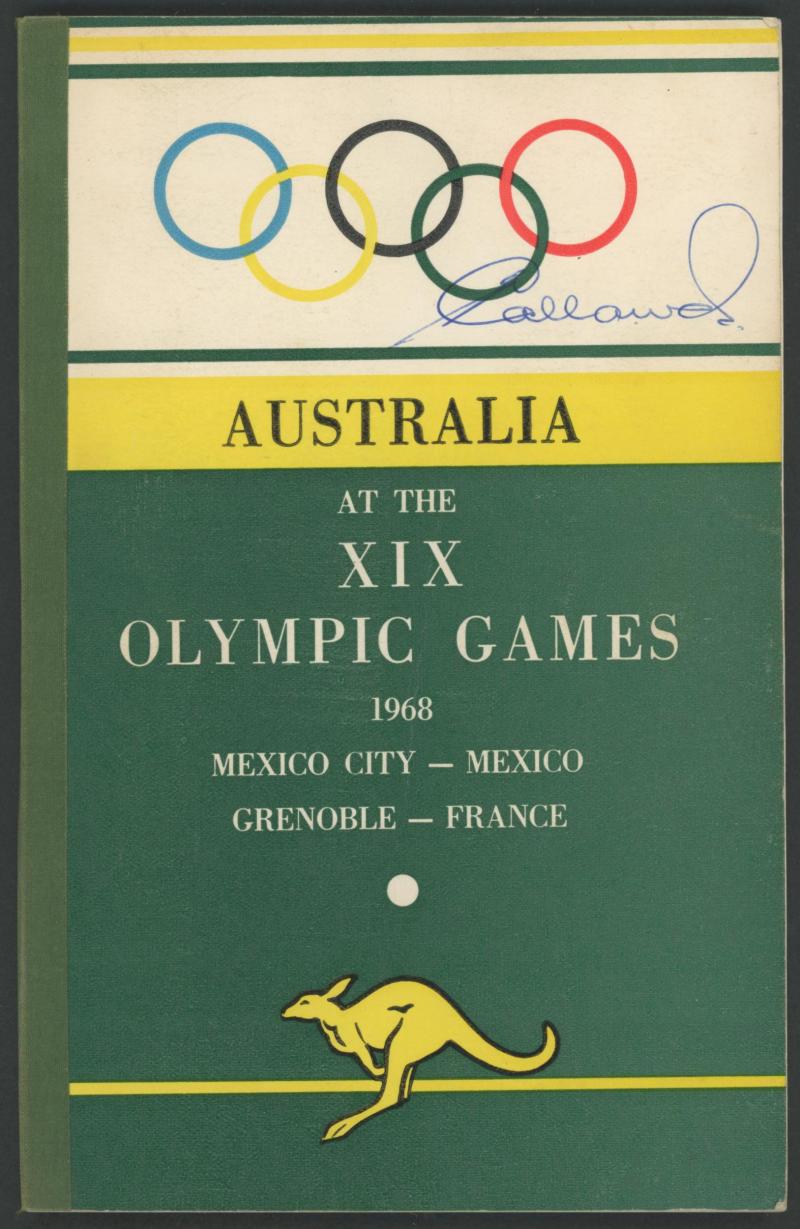 AUSTRALIA
AT THE
XIX
OLYMPIC GAMES
1968
MEXICO CITY — MEXICO
GRENOBLE — FRANCE